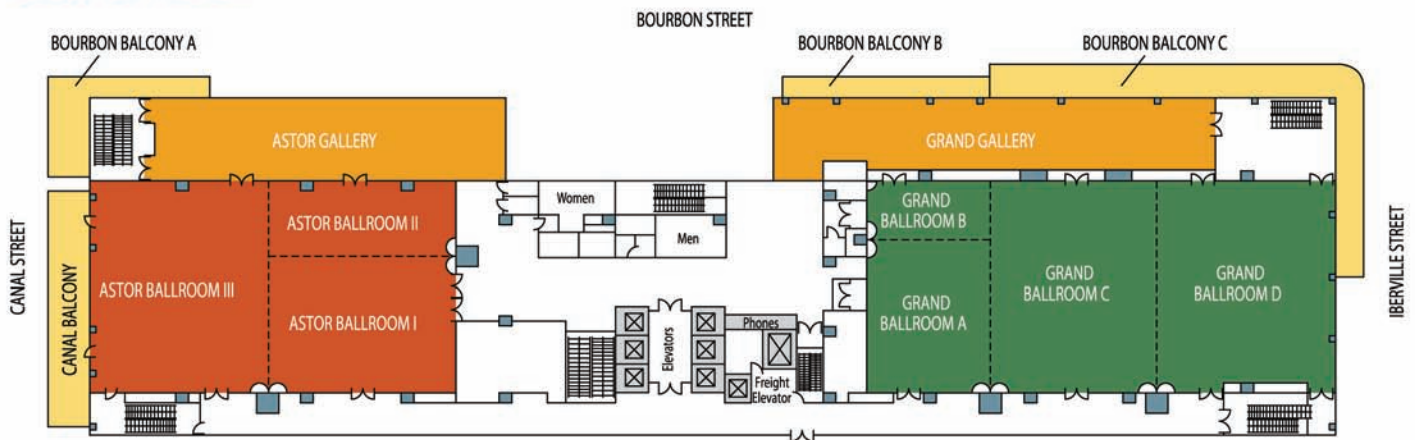 BOURBON STREET
BOURBON BALCONY A
BOURBON BALCONY B
BOURBON BALCONY C
ASTOR GALLERY
GRAND GALLERY
Women
Men
ASTOR BALLROOM II
GRAND
BALLROOM B
CANAL STREET
CANAL BALCONY
ASTOR BALLROOM III
ASTOR BALLROOM I
GRAND
BALLROOM A
GRAND
BALLROOM C
GRAND
BALLROOM D
IBERVILLE STREET
Elevators
Phones
Freight
Elevator